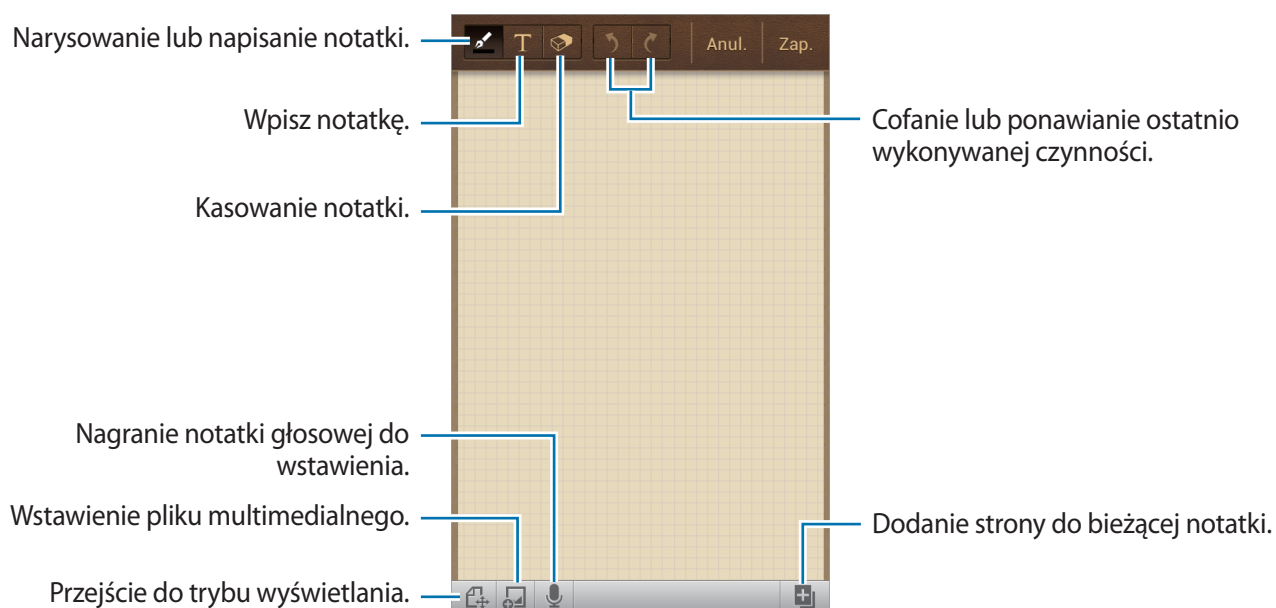 Narysowanie lub napisanie notatki.
T
Anul.
Zap.
Wpisz notatkę.
Cofanie lub ponawianie ostatnio
wykonywanej czynności.
Kasowanie notatki.
Nagranie notatki głosowej do
wstawienia.
Wstawienie pliku multimedialnego.
Dodanie strony do bieżącej notatki.
Przejście do trybu wyświetlania.